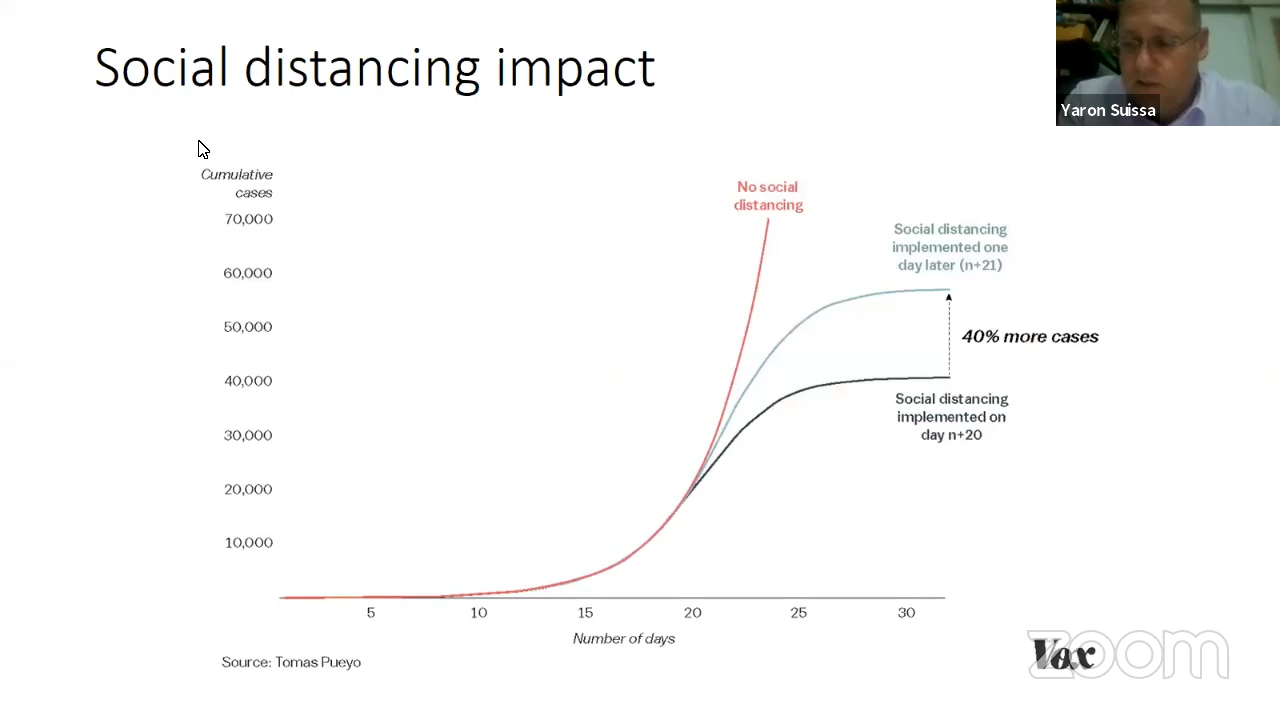 Social distancing impact
Yaron Suissa
Cumulative
cases
70,000
60,000
50,000
40,000
30,000
20,000
10,000
No social
distancing
Social distancing
implemented one
day later (n+21)
40% more cases
Social distancing
implemented on
day n+20
5 10 15 20 25 30
Number of days
Source: Tomas Pueyo
Vox
zoom